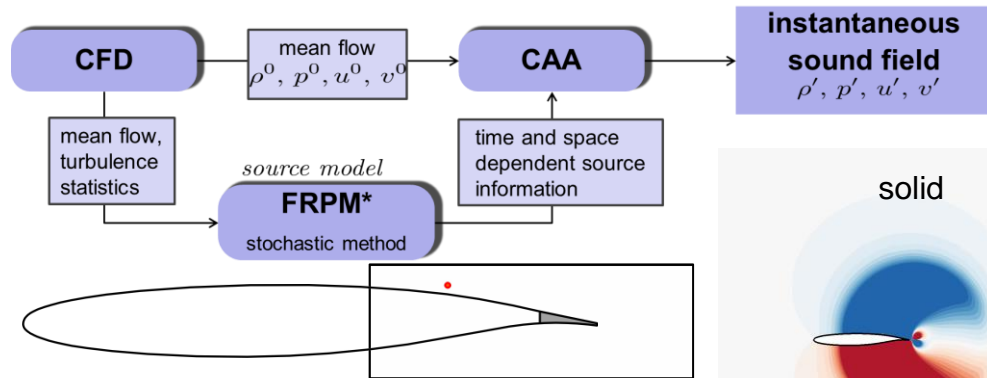 CFD
mean flow
ρ⁰, p⁰, u⁰, v⁰
CAA
instantaneous
sound field
ρ′, p′, u′, v′
mean flow,
turbulence
statistics
source model
FRPM*
stochastic method
time and space
dependent source
information
solid